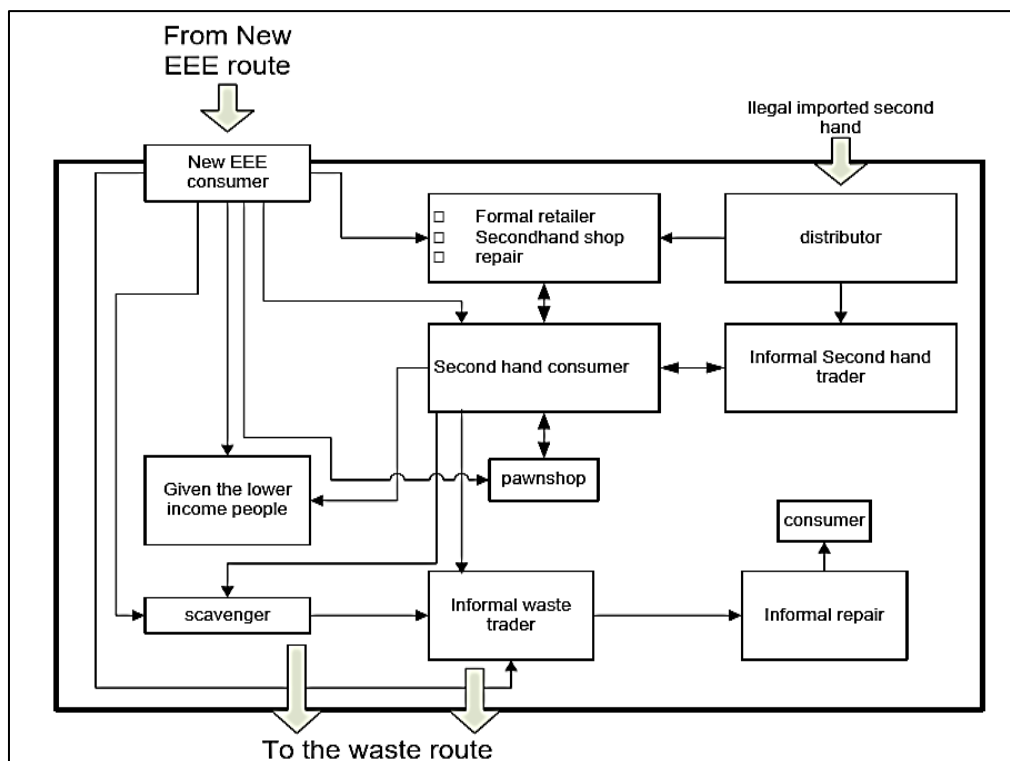 From New
EEE route
Ilegal imported second
hand
New EEE
consumer
Formal retailer
Secondhand shop
repair
distributor
Second hand consumer
Informal Second hand
trader
Given the lower
income people
pawnshop
consumer
scavenger
Informal waste
trader
Informal repair
To the waste route